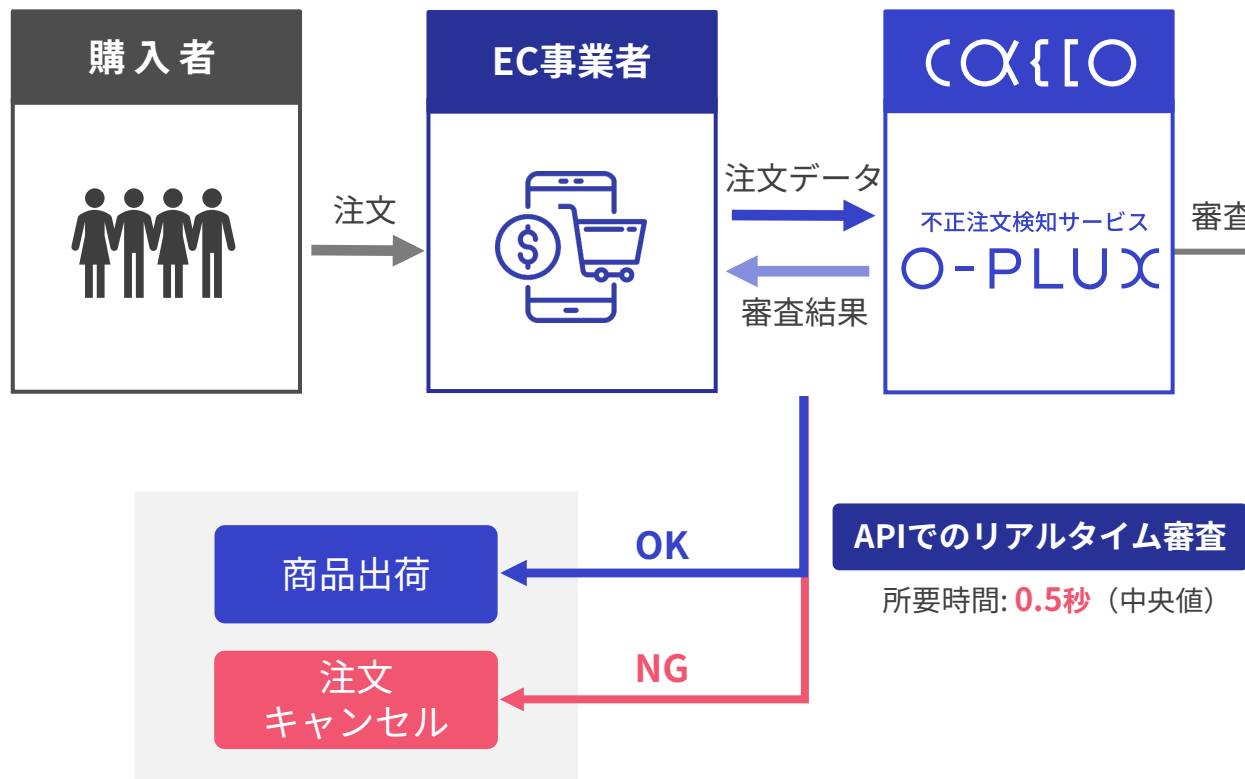 購入者
EC事業者
cacco
注文
注文データ
審査結果
不正注文検知サービス
O-PLUX
審査
OK
商品出荷
NG
注文
キャンセル
APIでのリアルタイム審査
所要時間: 0.5秒（中央値）